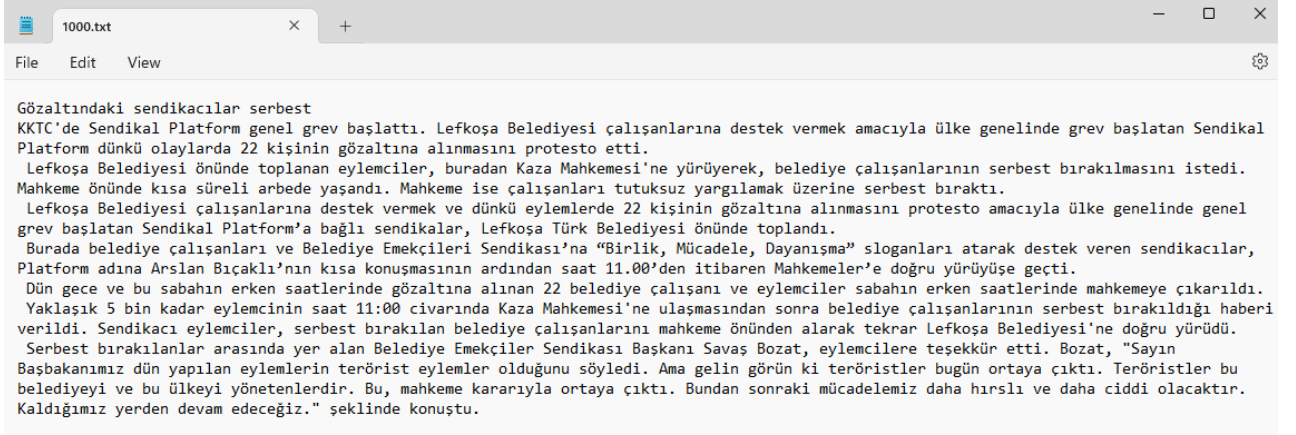 1000.txt
File Edit View
Gözaltındaki sendikacılar serbest
KKTC'de Sendikal Platform genel grev başlattı. Lefkoşa Belediyesi çalışanlarına destek vermek amacıyla ülke genelinde grev başlatan Sendikal
Platform dünkü olaylarda 22 kişinin gözaltına alınmasını protesto etti.
Lefkoşa Belediyesi önünde toplanan eylemciler, buradan Kaza Mahkemesi'ne yürüyerek, belediye çalışanlarının serbest bırakılmasını istedi.
Mahkeme önünde kısa süreli arbede yaşandı. Mahkeme ise çalışanları tutuksuz yargılamak üzerine serbest bıraktı.
Lefkoşa Belediyesi çalışanlarına destek vermek ve dünkü eylemlerde 22 kişinin gözaltına alınmasını protesto amacıyla ülke genelinde genel
grev başlatan Sendikal Platform’a bağlı sendikalar, Lefkoşa Türk Belediyesi önünde toplandı.
Burada belediye çalışanları ve Belediye Emekçileri Sendikası’na “Birlik, Mücadele, Dayanışma” sloganları atarak destek veren sendikacılar,
Platform adına Arslan Bıçaklı’nın kısa konuşmasının ardından saat 11.00’den itibaren Mahkemeler’e doğru yürüyüşe geçti.
Dün gece ve bu sabahın erken saatlerinde gözaltına alınan 22 belediye çalışanı ve eylemciler sabahın erken saatlerinde mahkemeye çıkarıldı.
Yaklaşık 5 bin kadar eylemcinin saat 11:00 civarında Kaza Mahkemesi'ne ulaşmasından sonra belediye çalışanlarının serbest bırakıldığı haberi
verildi. Sendikacı eylemciler, serbest bırakılan belediye çalışanlarını mahkeme önünden alarak tekrar Lefkoşa Belediyesi'ne doğru yürüdü.
Serbest bırakılanlar arasında yer alan Belediye Emekçiler Sendikası Başkanı Savaş Bozat, eylemcilere teşekkür etti. Bozat, "Sayın
Başbakanımız dün yapılan eylemlerin terörist eylemler olduğunu söyledi. Ama gelin görün ki teröristler bugün ortaya çıktı. Teröristler bu
belediyeyi ve bu ülkeyi yönetenlerdir. Bu, mahkeme kararıyla ortaya çıktı. Bundan sonraki mücadelemiz daha hırslı ve daha ciddi olacaktır.
Kaldığımız yerden devam edeceğiz." şeklinde konuştu.